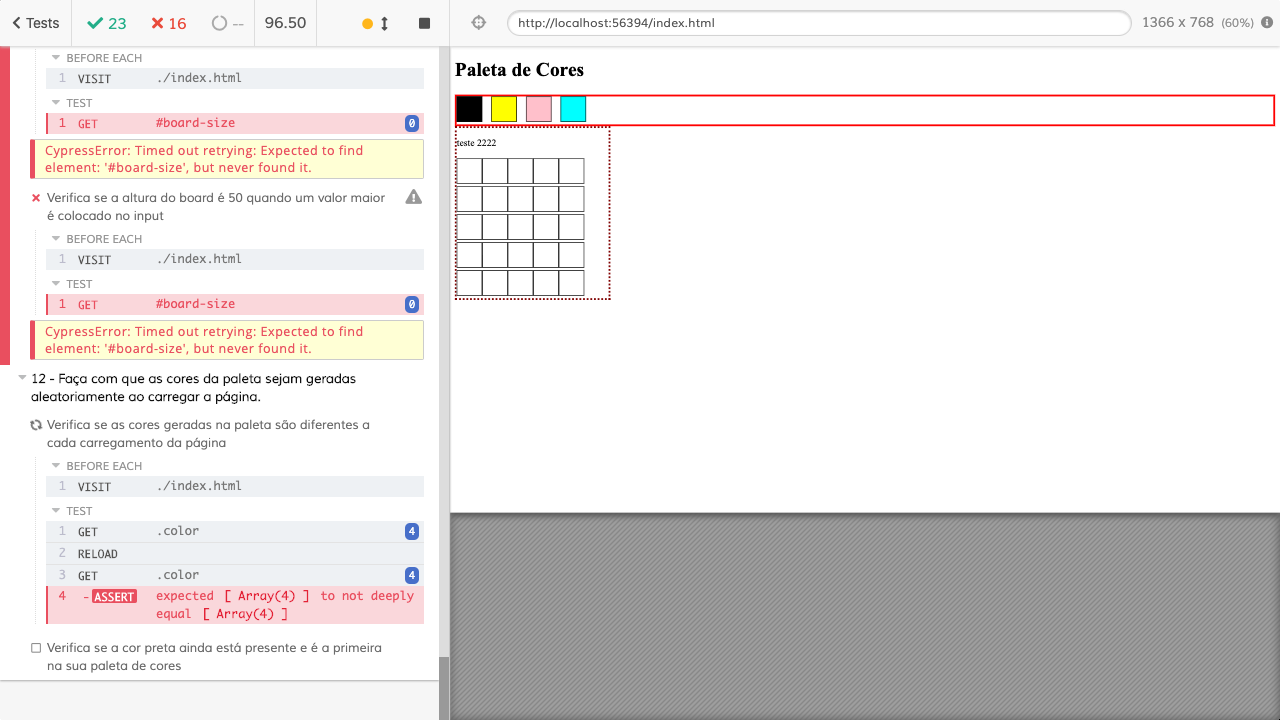 Tests 23 16 -- 96.50 http://localhost:56394/index.html 1366 x 768 (60%)
BEFORE EACH
1 VISIT ./index.html
TEST
1 GET #board-size 0
CypressError: Timed out retrying: Expected to find
element: '#board-size', but never found it.
Verifica se a altura do board é 50 quando um valor maior
é colocado no input
BEFORE EACH
1 VISIT ./index.html
TEST
1 GET #board-size 0
CypressError: Timed out retrying: Expected to find
element: '#board-size', but never found it.
12 - Faça com que as cores da paleta sejam geradas
aleatoriamente ao carregar a página.
Verifica se as cores geradas na paleta são diferentes a
cada carregamento da página
BEFORE EACH
1 VISIT ./index.html
TEST
1 GET .color 4
2 RELOAD
3 GET .color 4
4 -ASSERT expected [ Array(4) ] to not deeply
equal [ Array(4) ]
Verifica se a cor preta ainda está presente e é a primeira
na sua paleta de cores
Paleta de Cores
teste 2222